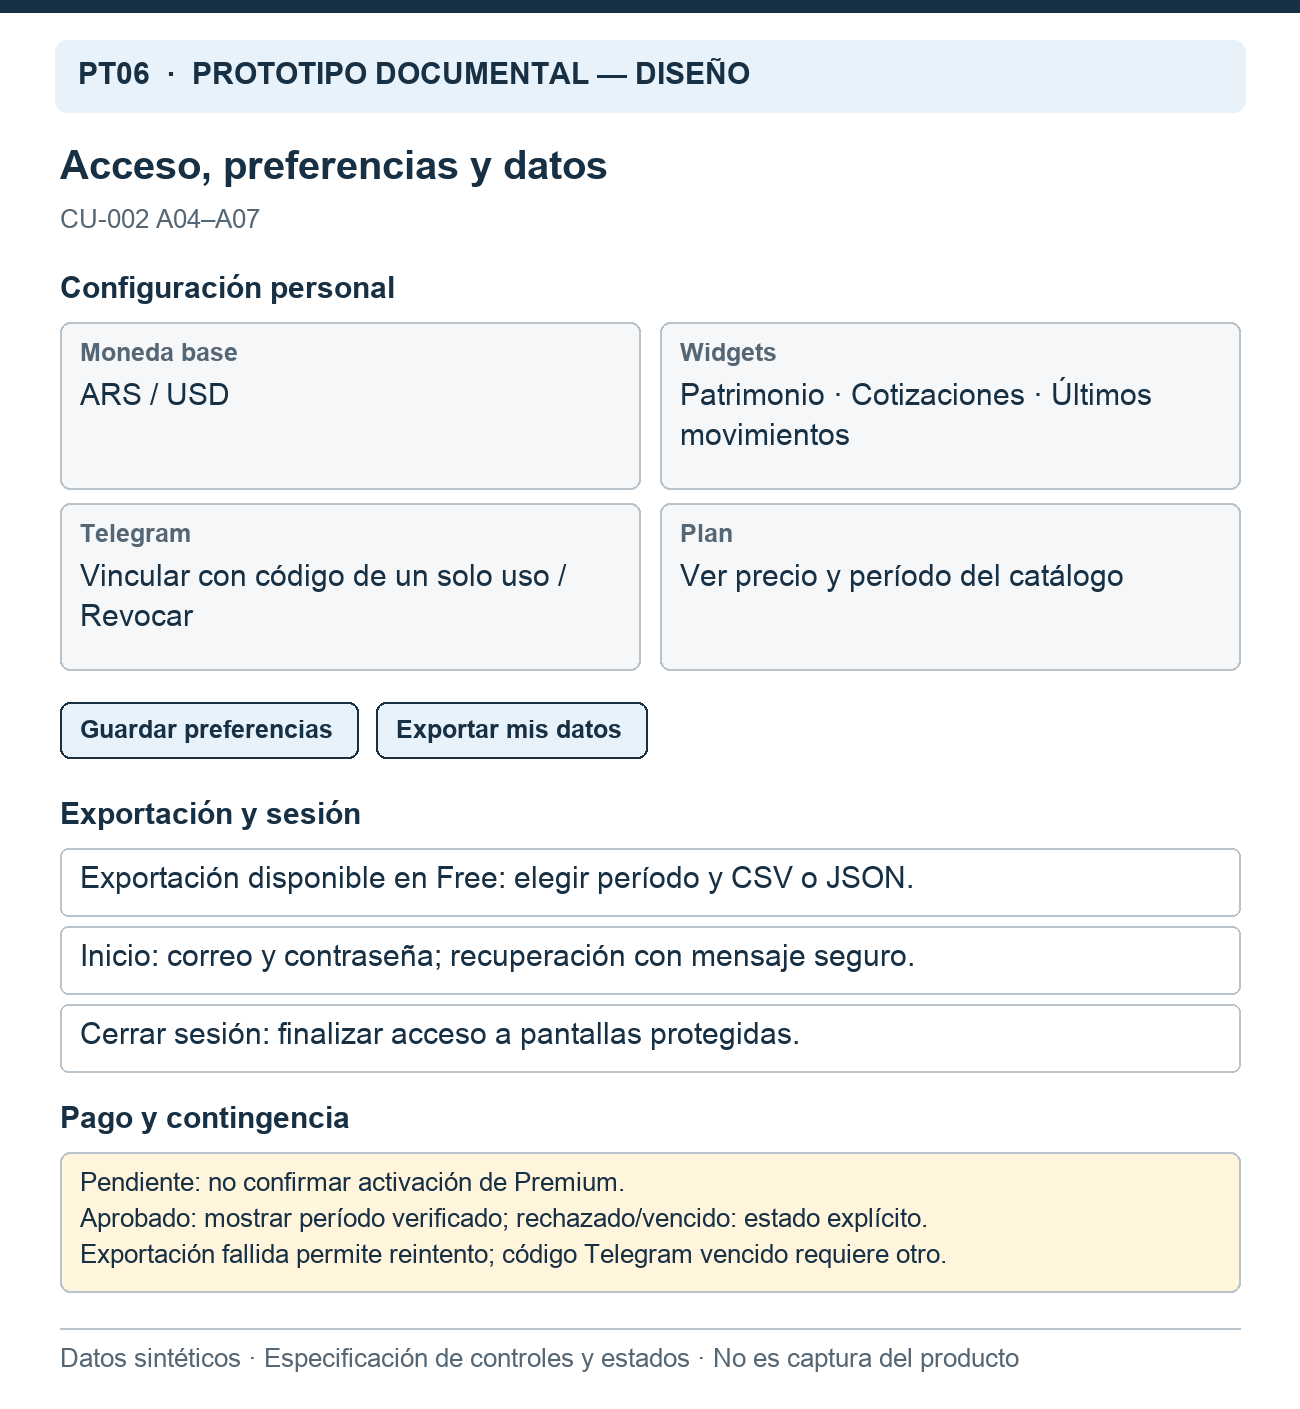 PT06 · PROTOTIPO DOCUMENTAL — DISEÑO
Acceso, preferencias y datos
CU-002 A04–A07
Configuración personal
Moneda base
ARS / USD
Widgets
Patrimonio · Cotizaciones · Últimos
movimientos
Telegram
Vincular con código de un solo uso /
Revocar
Plan
Ver precio y período del catálogo
Guardar preferencias
Exportar mis datos
Exportación y sesión
Exportación disponible en Free: elegir período y CSV o JSON.
Inicio: correo y contraseña; recuperación con mensaje seguro.
Cerrar sesión: finalizar acceso a pantallas protegidas.
Pago y contingencia
Pendiente: no confirmar activación de Premium.
Aprobado: mostrar período verificado; rechazado/vencido: estado explícito.
Exportación fallida permite reintento; código Telegram vencido requiere otro.
Datos sintéticos · Especificación de controles y estados · No es captura del producto